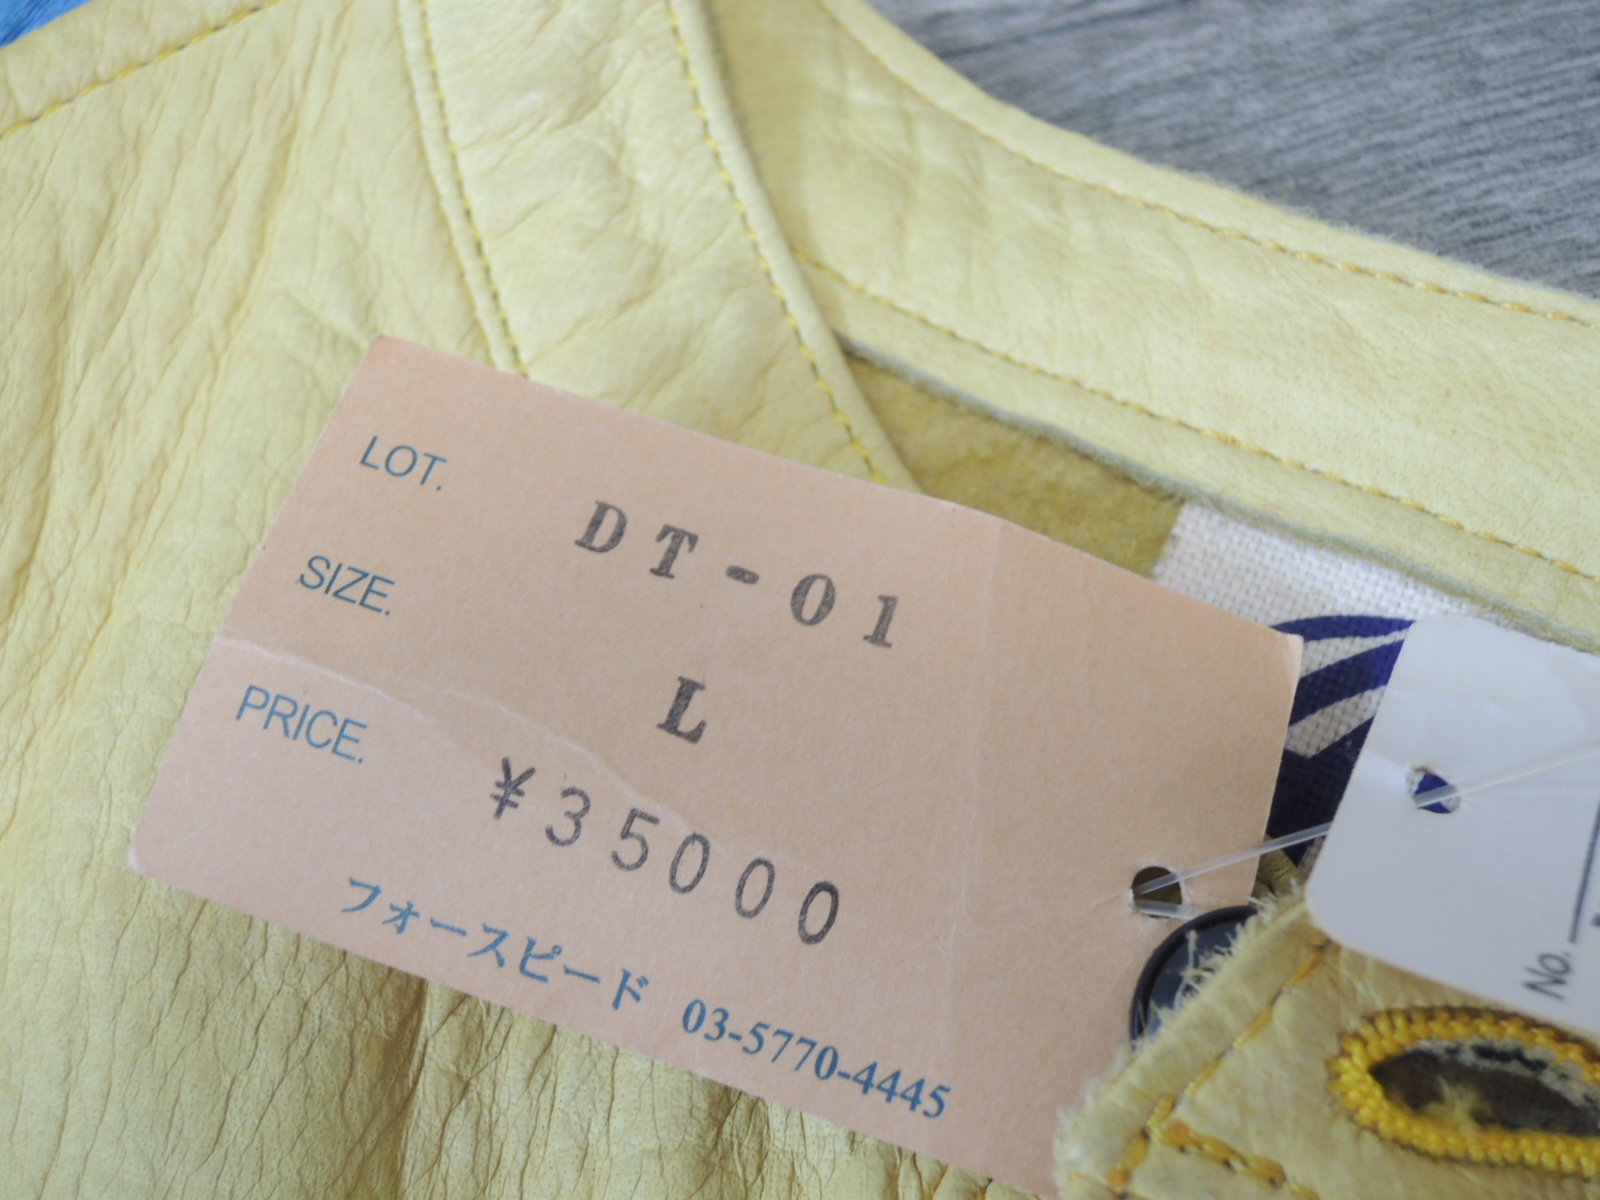 LOT. DT-01
SIZE. L
PRICE. ¥35000
フォースピード 03-5770-4445
No.